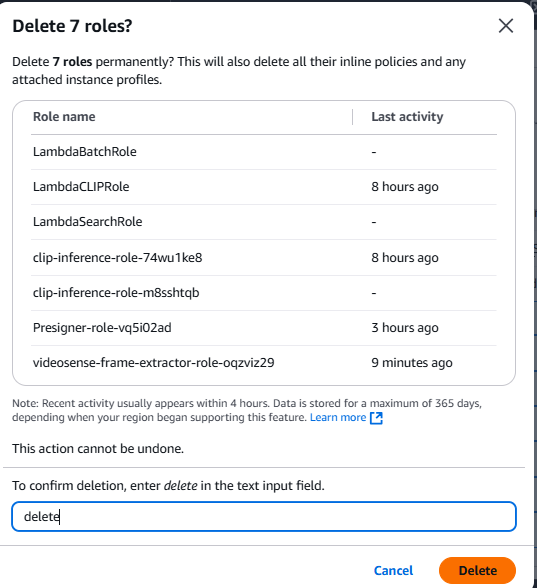 Delete 7 roles?
Delete 7 roles permanently? This will also delete all their inline policies and any
attached instance profiles.
Role name Last activity
LambdaBatchRole -
LambdaCLIPRole 8 hours ago
LambdaSearchRole -
clip-inference-role-74wu1ke8 8 hours ago
clip-inference-role-m8sshtqb -
Presigner-role-vq5i02ad 3 hours ago
videosense-frame-extractor-role-oqzviz29 9 minutes ago
Note: Recent activity usually appears within 4 hours. Data is stored for a maximum of 365 days,
depending when your region began supporting this feature. Learn more
This action cannot be undone.
To confirm deletion, enter delete in the text input field.
delete
Cancel Delete